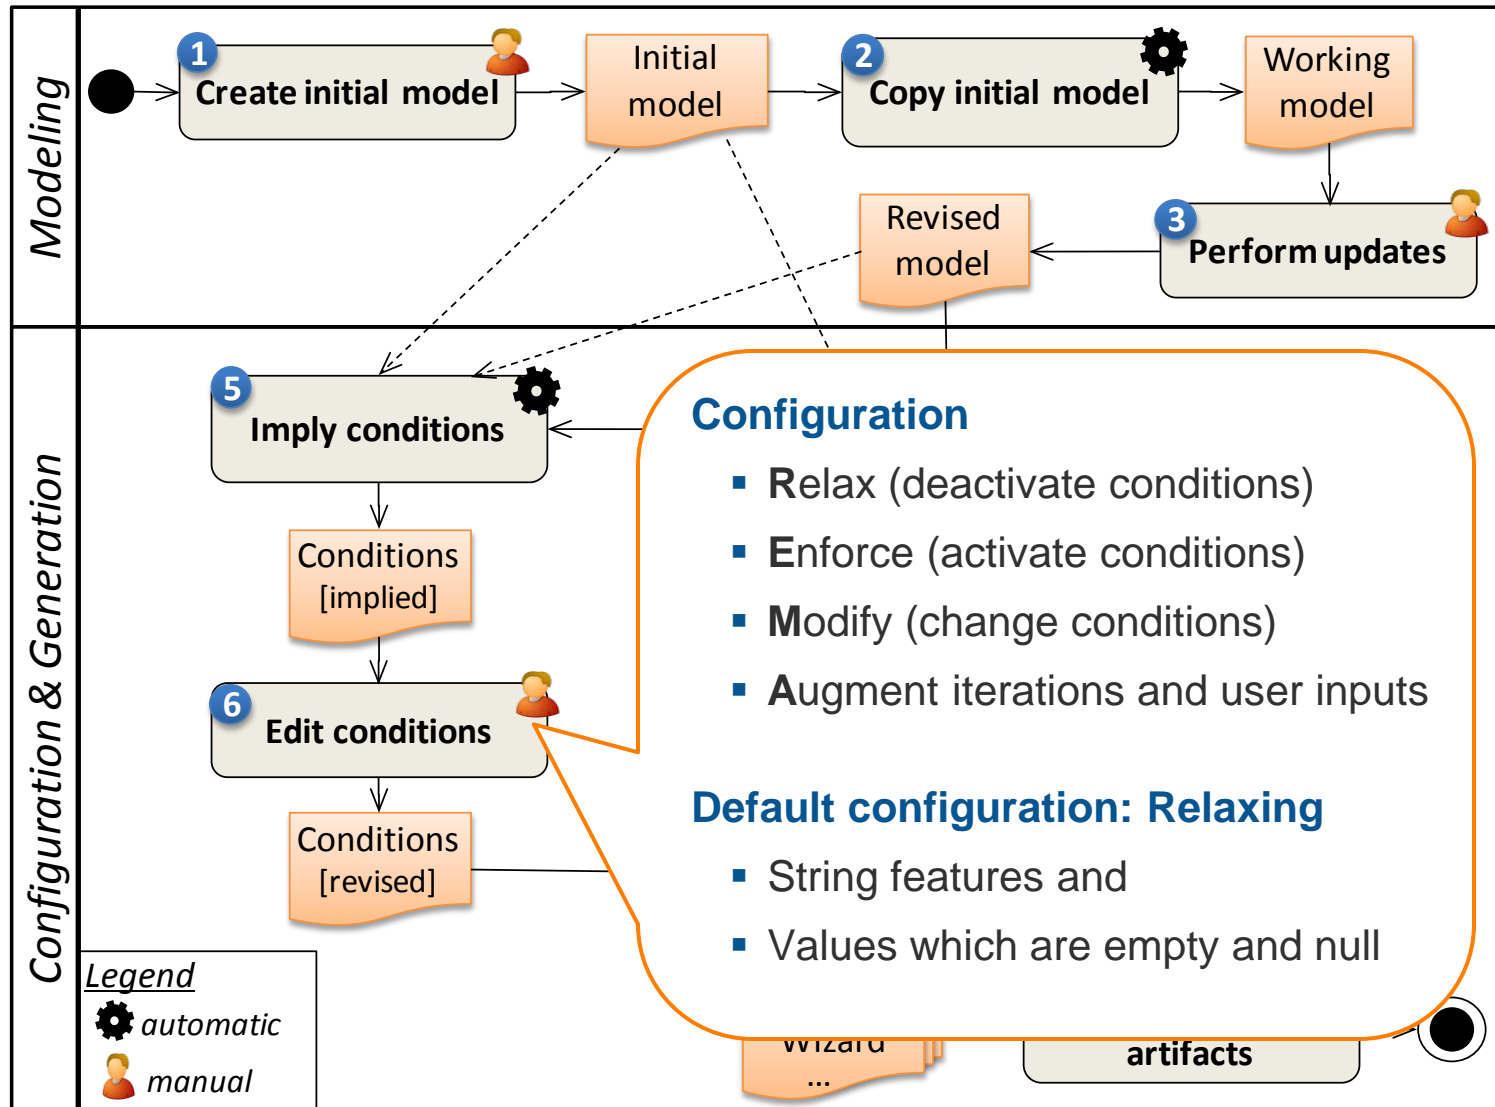 Modeling
1
Create initial model
Initial
model
2
Copy initial model
Working
model
Revised
model
3
Perform updates
Configuration & Generation
5
Imply conditions
Conditions
[implied]
6
Edit conditions
Conditions
[revised]
Configuration
▪ Relax (deactivate conditions)
▪ Enforce (activate conditions)
▪ Modify (change conditions)
▪ Augment iterations and user inputs
Default configuration: Relaxing
▪ String features and
▪ Values which are empty and null
Legend
automatic
manual
Wizard
...
artifacts